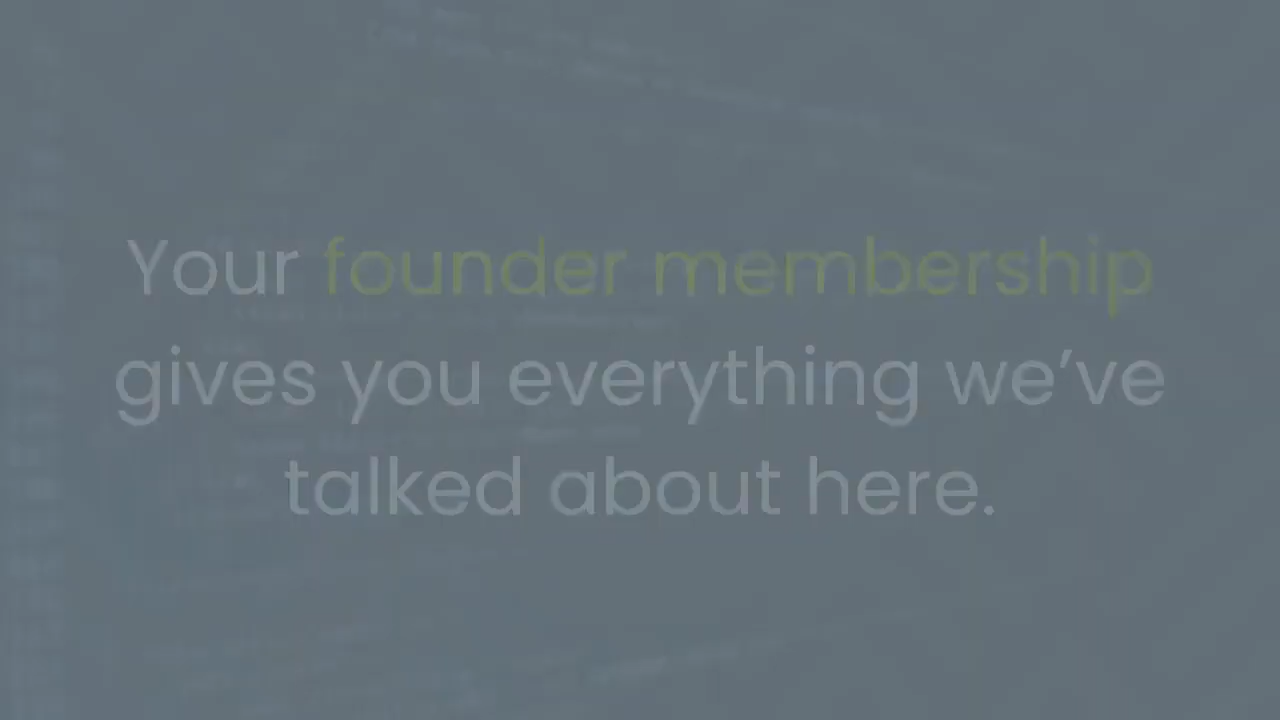 Your founder membership
gives you everything we’ve
talked about here.